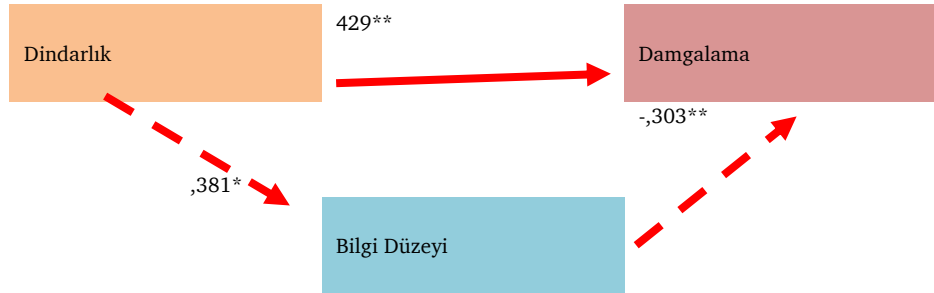 429**
Dindarlık
Damgalama
-,303**
,381*
Bilgi Düzeyi